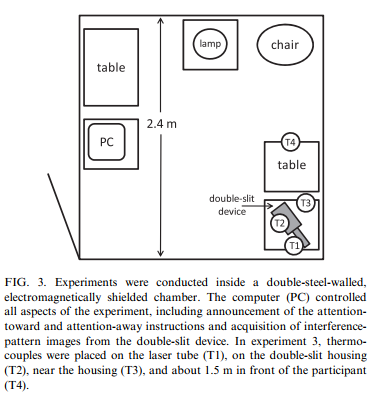 lamp
chair
table
PC
2.4 m
T4
table
double-slit
device
T3
T2
T1
FIG. 3. Experiments were conducted inside a double-steel-walled,
electromagnetically shielded chamber. The computer (PC) controlled
all aspects of the experiment, including announcement of the attention-
toward and attention-away instructions and acquisition of interference-
pattern images from the double-slit device. In experiment 3, thermo-
couples were placed on the laser tube (T1), on the double-slit housing
(T2), near the housing (T3), and about 1.5 m in front of the participant
(T4).